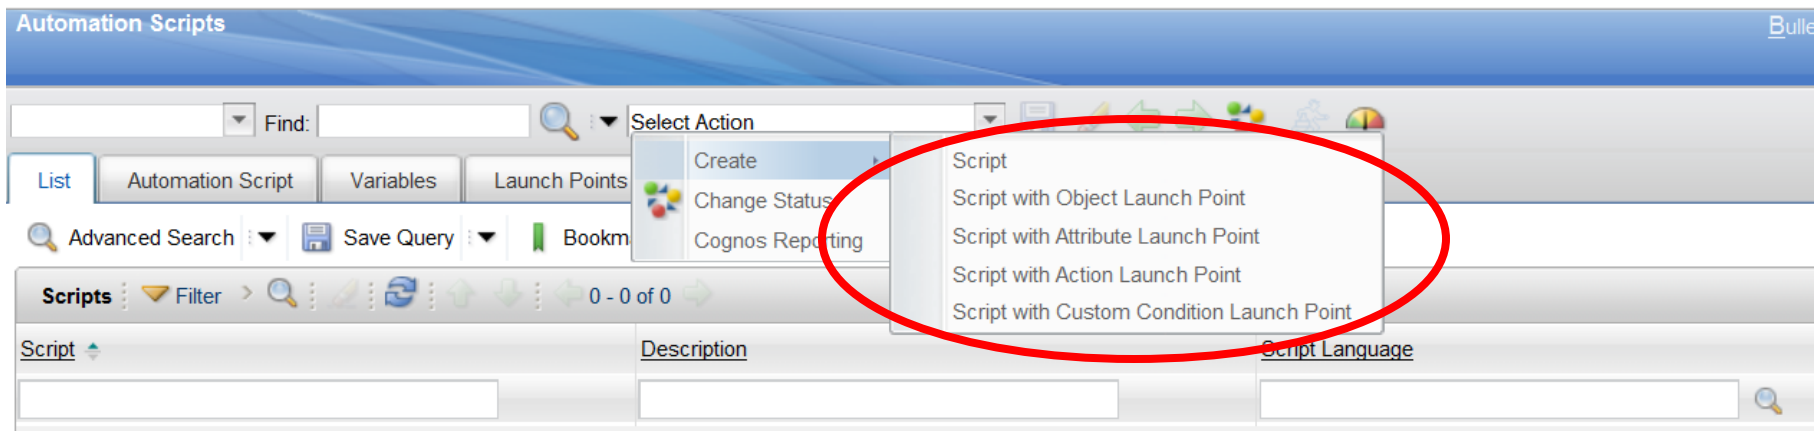 Automation Scripts
Bulle
Find:
Select Action
Create
Script
List
Automation Script
Variables
Launch Points
Change Status
Script with Object Launch Point
Advanced Search
Save Query
Bookm
Cognos Reporting
Script with Attribute Launch Point
Script with Action Launch Point
Scripts
Filter
0 - 0 of 0
Script with Custom Condition Launch Point
Script
Description
Script Language